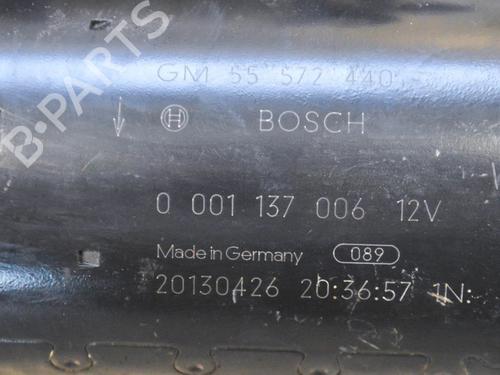 B-PARTS
GM 55 572 440
BOSCH
0 001 137 006 12V
Made in Germany 089
20130426 20:36:57 1N: